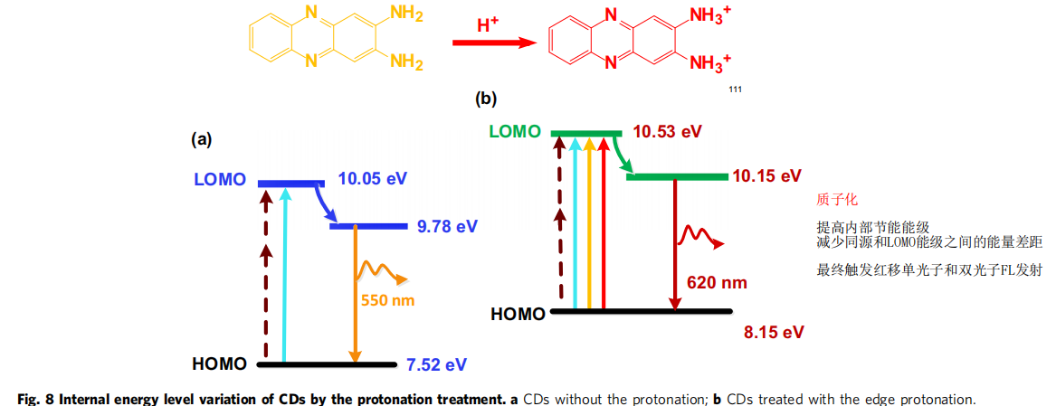 N
NH2
N
NH2
H+
N
NH3+
N
NH3+
111
(b)
LOMO
10.53 eV
(a)
LOMO
10.05 eV
10.15 eV
9.78 eV
质子化
提高内部节能能级
减少同源和LOMO能级之间的能量差距
最终触发红移单光子和双光子FL发射
550 nm
620 nm
HOMO
8.15 eV
HOMO
7.52 eV
Fig. 8 Internal energy level variation of CDs by the protonation treatment. a CDs without the protonation; b CDs treated with the edge protonation.